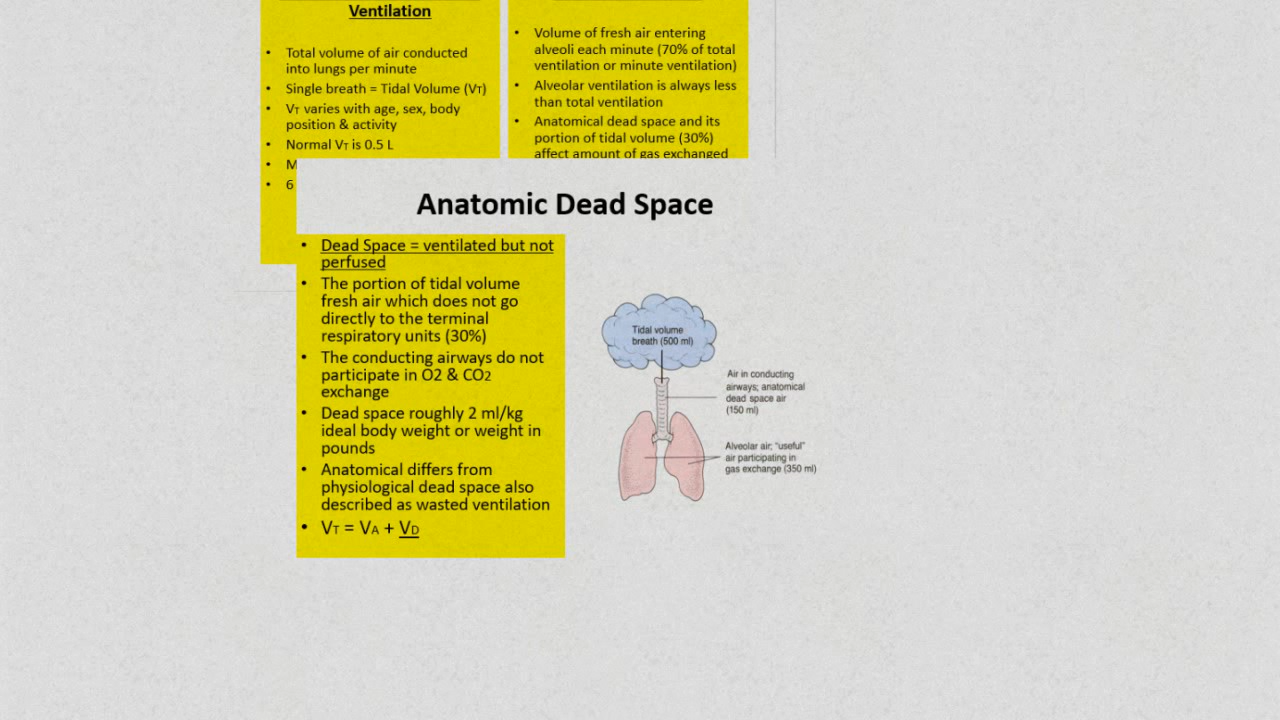 Ventilation
• Total volume of air conducted
into lungs per minute
• Single breath = Tidal Volume (VT)
• VT varies with age, sex, body
position & activity
• Normal VT is 0.5 L
• M
• 6
• Volume of fresh air entering
alveoli each minute (70% of total
ventilation or minute ventilation)
• Alveolar ventilation is always less
than total ventilation
• Anatomical dead space and its
portion of tidal volume (30%)
affect amount of gas exchanged
Anatomic Dead Space
• Dead Space = ventilated but not
perfused
• The portion of tidal volume
fresh air which does not go
directly to the terminal
respiratory units (30%)
• The conducting airways do not
participate in O2 & CO2
exchange
• Dead space roughly 2 ml/kg
ideal body weight or weight in
pounds
• Anatomical differs from
physiological dead space also
described as wasted ventilation
• VT = VA + VD
Tidal volume
breath (500 ml)
Air in conducting
airways; anatomical
dead space air
(150 ml)
Alveolar air; "useful"
air participating in
gas exchange (350 ml)